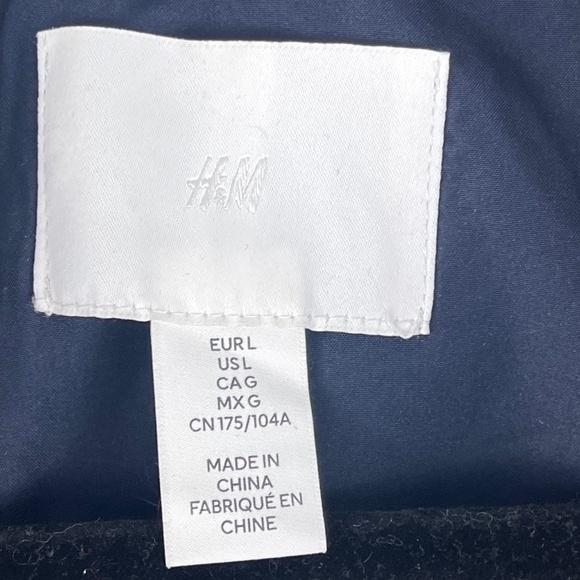 H&M
EUR L
US L
CA G
MX G
CN 175/104A
MADE IN
CHINA
FABRIQUÉ EN
CHINE